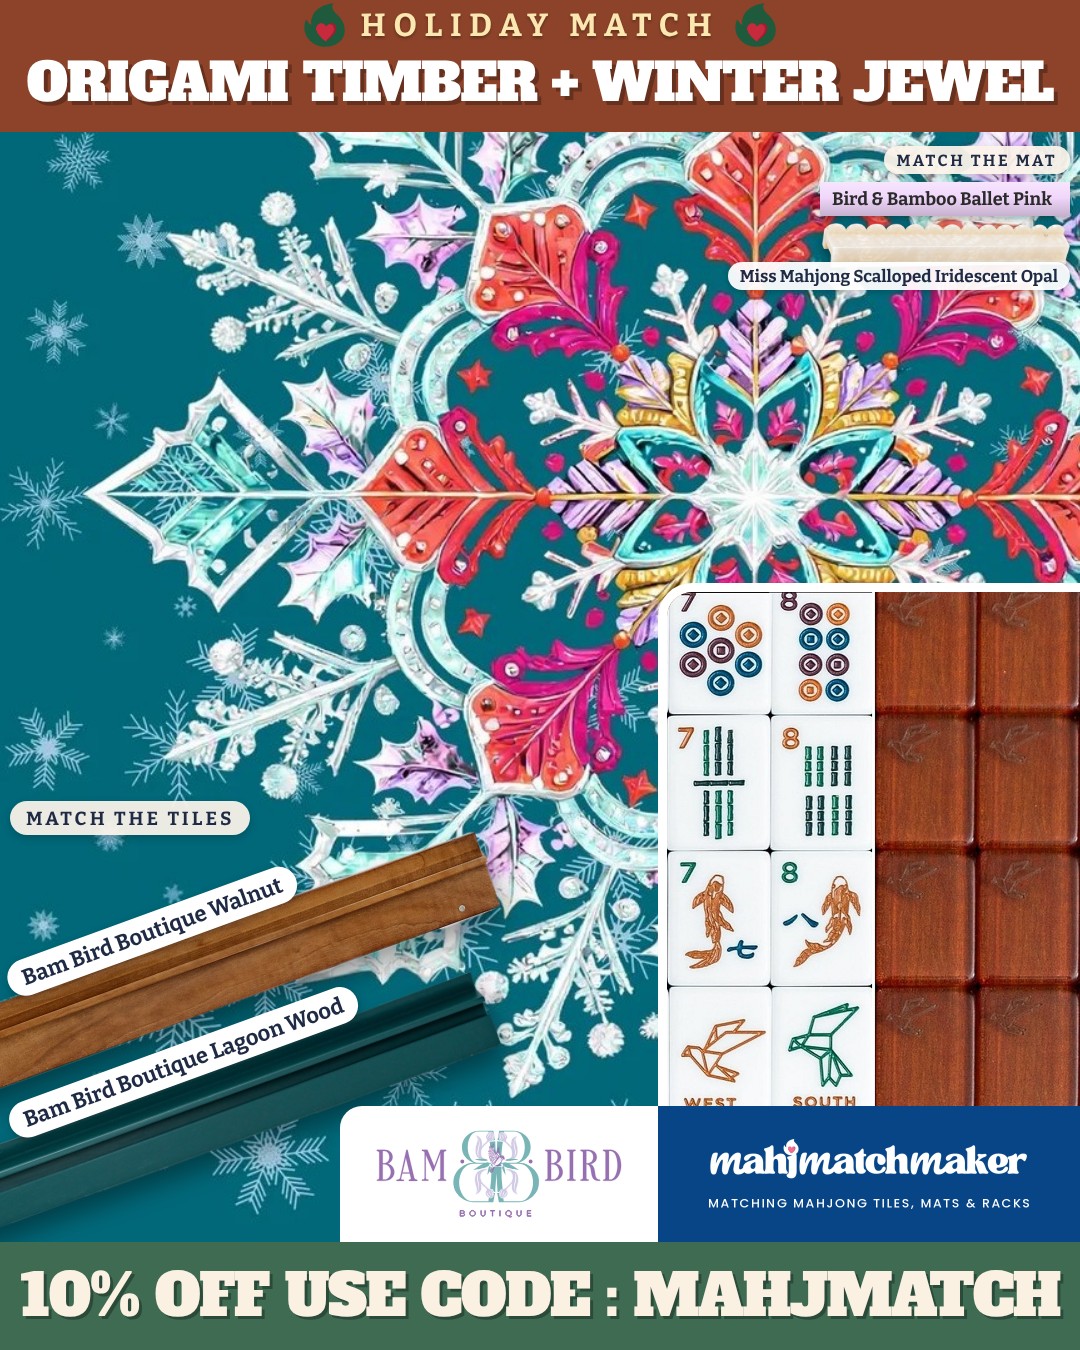 HOLIDAY MATCH
ORIGAMI TIMBER + WINTER JEWEL
MATCH THE MAT
Bird & Bamboo Ballet Pink
Miss Mahjong Scalloped Iridescent Opal
7 8
7 8
7 8
七 八
WEST SOUTH
MATCH THE TILES
Bam Bird Boutique Walnut
Bam Bird Boutique Lagoon Wood
BAM BIRD
BOUTIQUE
mahjmatchmaker
MATCHING MAHJONG TILES, MATS & RACKS
10% OFF USE CODE : MAHJMATCH